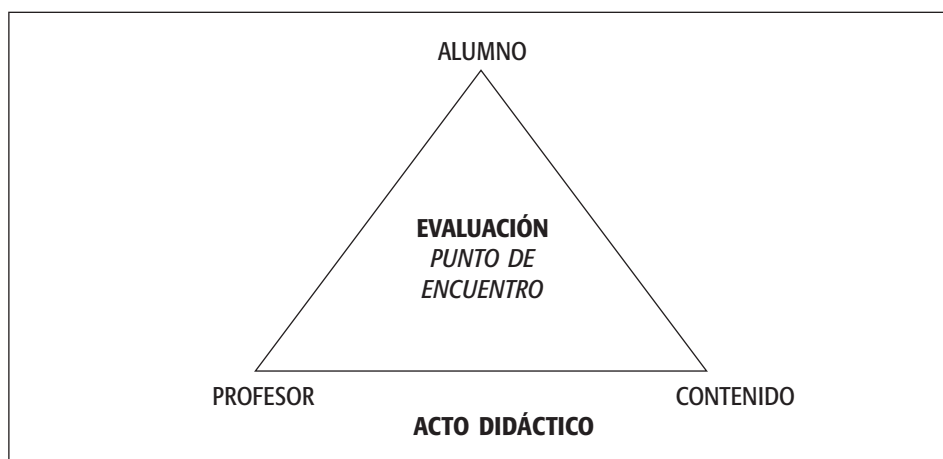 ALUMNO
EVALUACIÓN
PUNTO DE
ENCUENTRO
PROFESOR
CONTENIDO
ACTO DIDÁCTICO